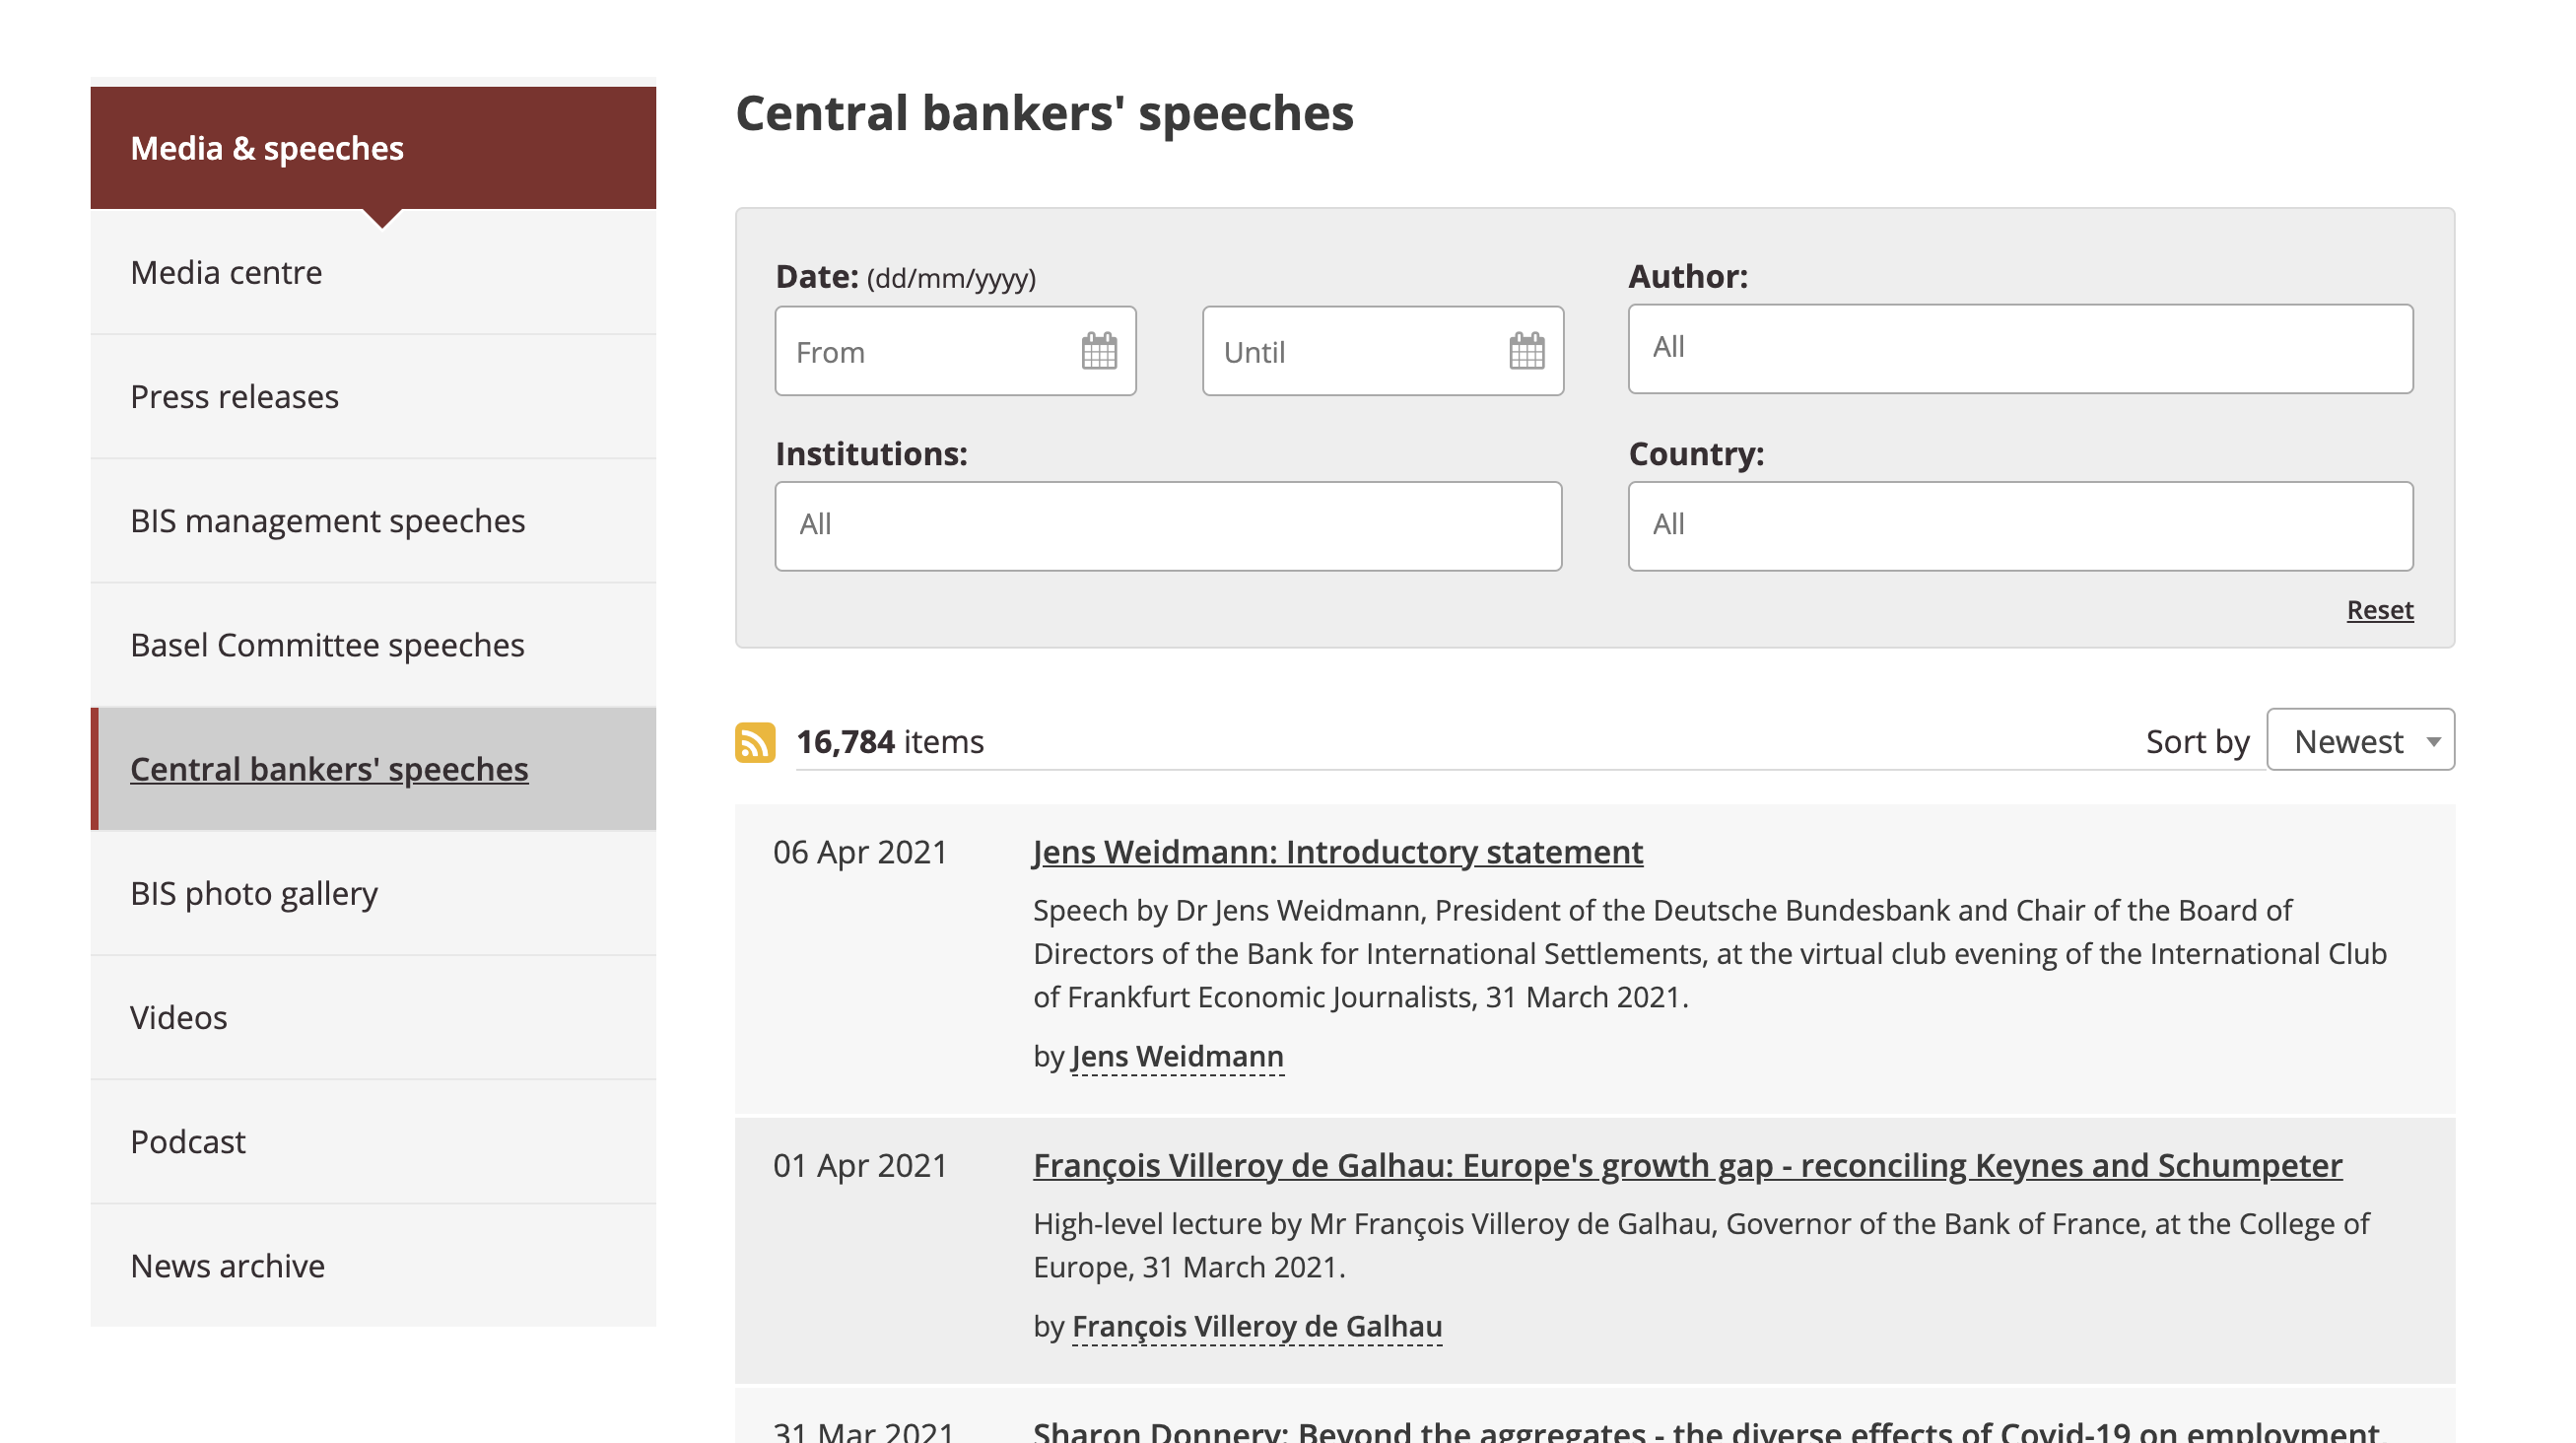 Media & speeches
Media centre
Press releases
BIS management speeches
Basel Committee speeches
Central bankers' speeches
BIS photo gallery
Videos
Podcast
News archive
Central bankers' speeches
Date: (dd/mm/yyyy)
From
Until
Author:
All
Institutions:
All
Country:
All
Reset
16,784 items
Sort by Newest
06 Apr 2021
Jens Weidmann: Introductory statement
Speech by Dr Jens Weidmann, President of the Deutsche Bundesbank and Chair of the Board of
Directors of the Bank for International Settlements, at the virtual club evening of the International Club
of Frankfurt Economic Journalists, 31 March 2021.
by Jens Weidmann
01 Apr 2021
François Villeroy de Galhau: Europe's growth gap - reconciling Keynes and Schumpeter
High-level lecture by Mr François Villeroy de Galhau, Governor of the Bank of France, at the College of
Europe, 31 March 2021.
by François Villeroy de Galhau
31 Mar 2021
Sharon Donnery: Beyond the aggregates - the diverse effects of Covid-19 on employment,